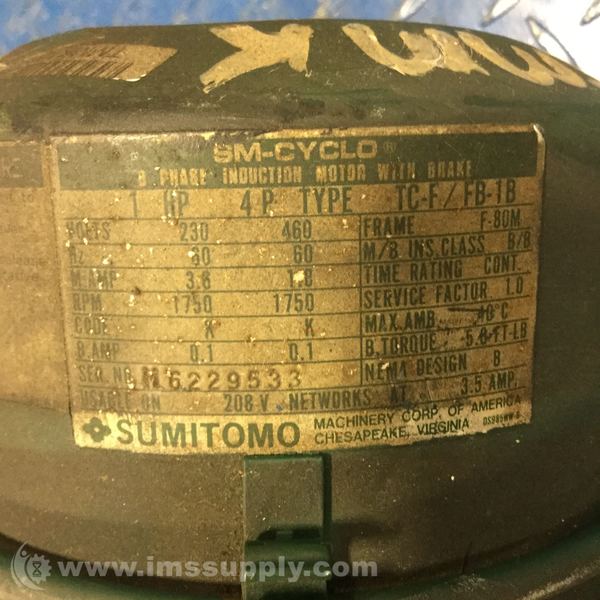 SM-CYCLO®
3 PHASE INDUCTION MOTOR WITH BRAKE
1 HP 4 P TYPE TC-F/FB-1B
VOLTS 230 460 FRAME F-80M
Hz 60 60 M/B INS.CLASS B/B
M.AMP 3.6 1.8 TIME RATING CONT.
RPM 1750 1750 SERVICE FACTOR 1.0
CODE K K MAX.AMB. 40°C
B.AMP 0.1 0.1 B.TORQUE 5.8 FT-LB
SER. NO. M6229533 NEMA DESIGN B
USABLE ON 208 V NETWORKS AT 3.5 AMP.
SUMITOMO MACHINERY CORP. OF AMERICA
CHESAPEAKE, VIRGINIA
www.imssupply.com